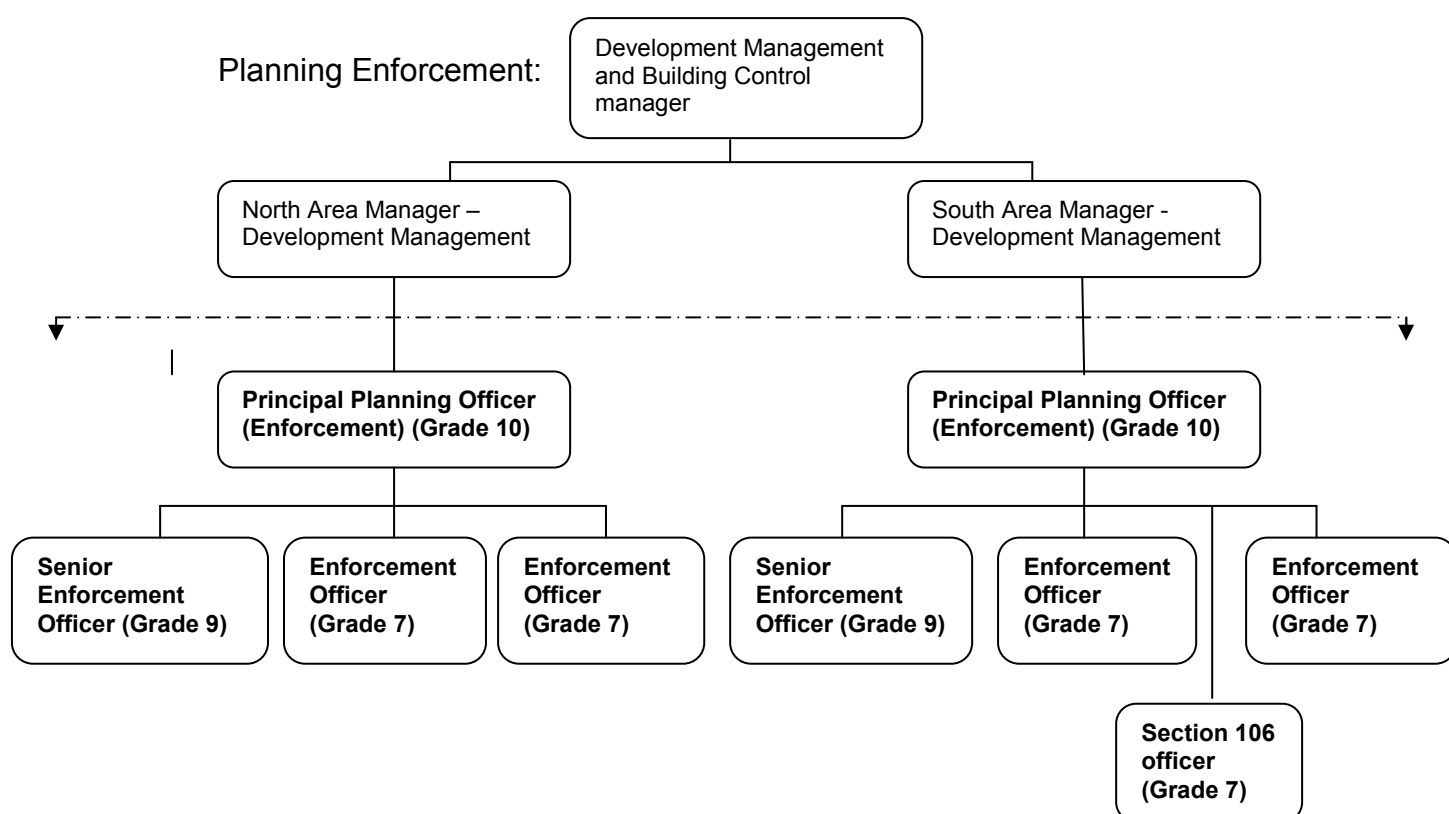 Planning Enforcement:
Development Management
and Building Control
manager
North Area Manager –
Development Management
South Area Manager -
Development Management
Principal Planning Officer
(Enforcement) (Grade 10)
Principal Planning Officer
(Enforcement) (Grade 10)
Senior
Enforcement
Officer (Grade 9)
Enforcement
Officer
(Grade 7)
Enforcement
Officer
(Grade 7)
Senior
Enforcement
Officer (Grade 9)
Enforcement
Officer
(Grade 7)
Enforcement
Officer
(Grade 7)
Section 106
officer
(Grade 7)